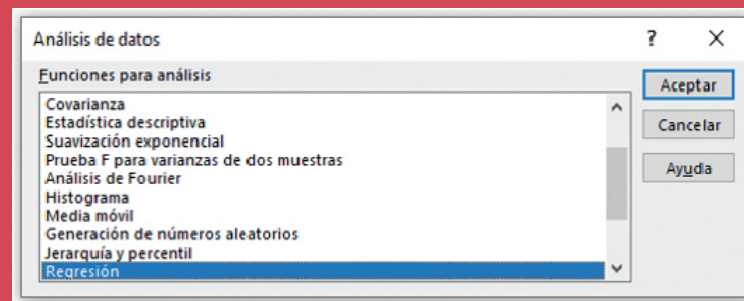 Análisis de datos
?
Funciones para análisis
Covarianza
Estadística descriptiva
Suavización exponencial
Prueba F para varianzas de dos muestras
Análisis de Fourier
Histograma
Media móvil
Generación de números aleatorios
Jerarquía y percentil
Regresión
Aceptar
Cancelar
Ayuda